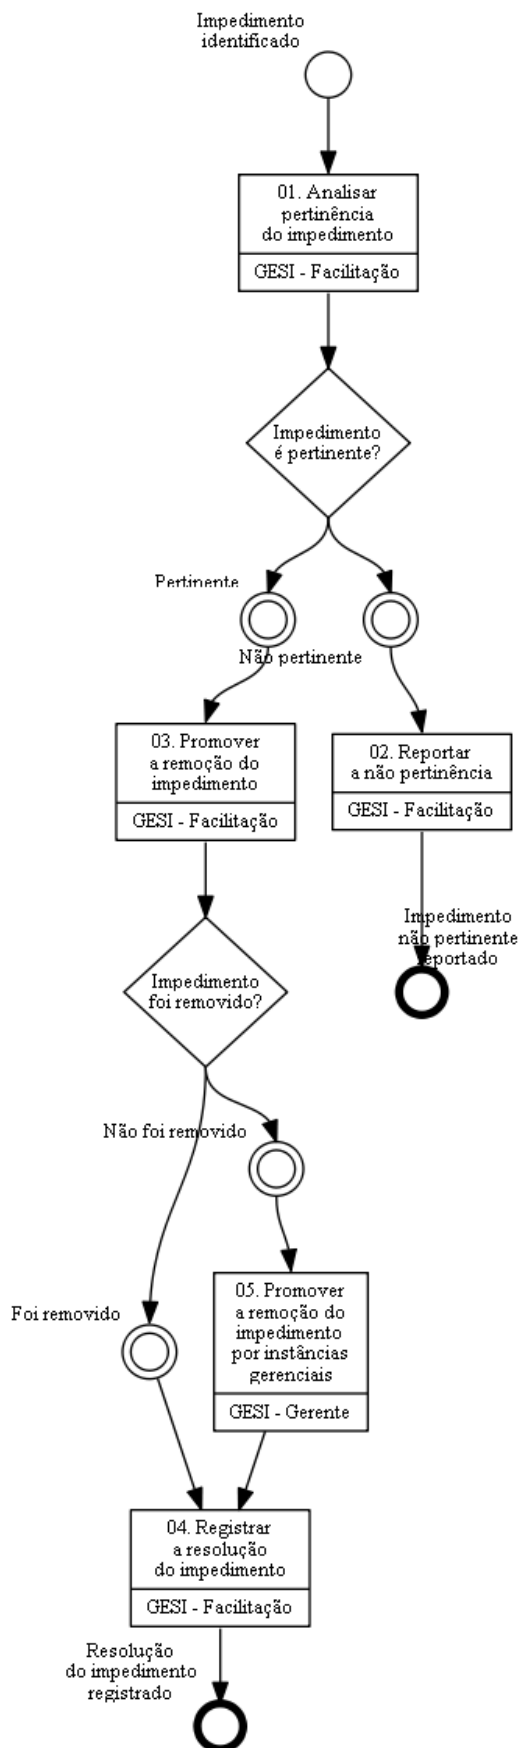 Impedimento
identificado
01. Analisar
pertinência
do impedimento
GESI - Facilitação
Impedimento
é pertinente?
Pertinente
Não pertinente
03. Promover
a remoção do
impedimento
GESI - Facilitação
02. Reportar
a não pertinência
GESI - Facilitação
Impedimento
não pertinente
reportado
Impedimento
foi removido?
Não foi removido
Foi removido
05. Promover
a remoção do
impedimento
por instâncias
gerenciais
GESI - Gerente
04. Registrar
a resolução
do impedimento
GESI - Facilitação
Resolução
do impedimento
registrado